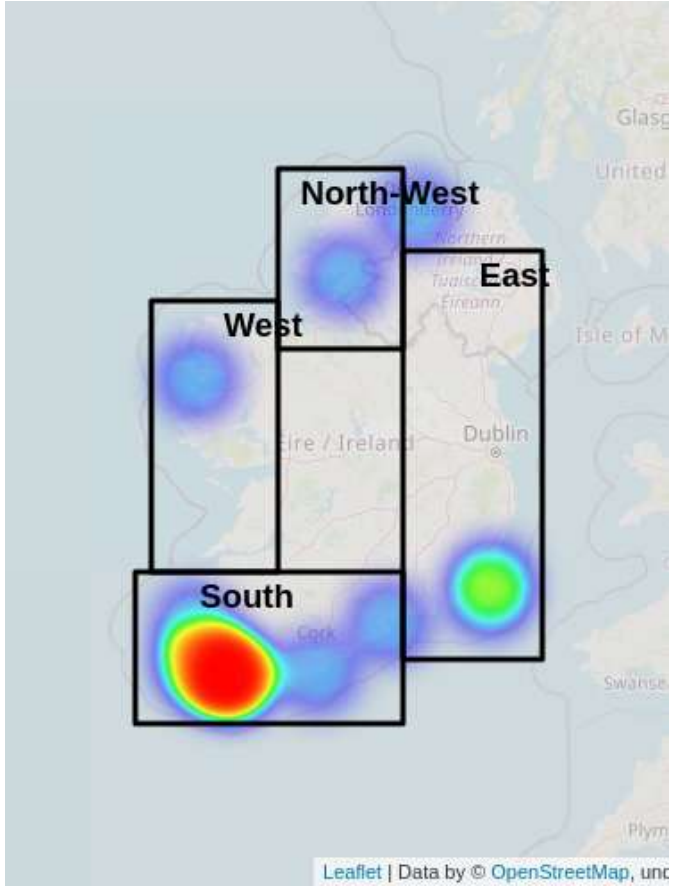 Glasg
United
North-West
Londonderry
Northern
Ireland /
Tuaisc
Éireann
East
West
Isle of M
Éire / Ireland
Dublin
South
Cork
Swanse
Plym
Leaflet | Data by © OpenStreetMap, und